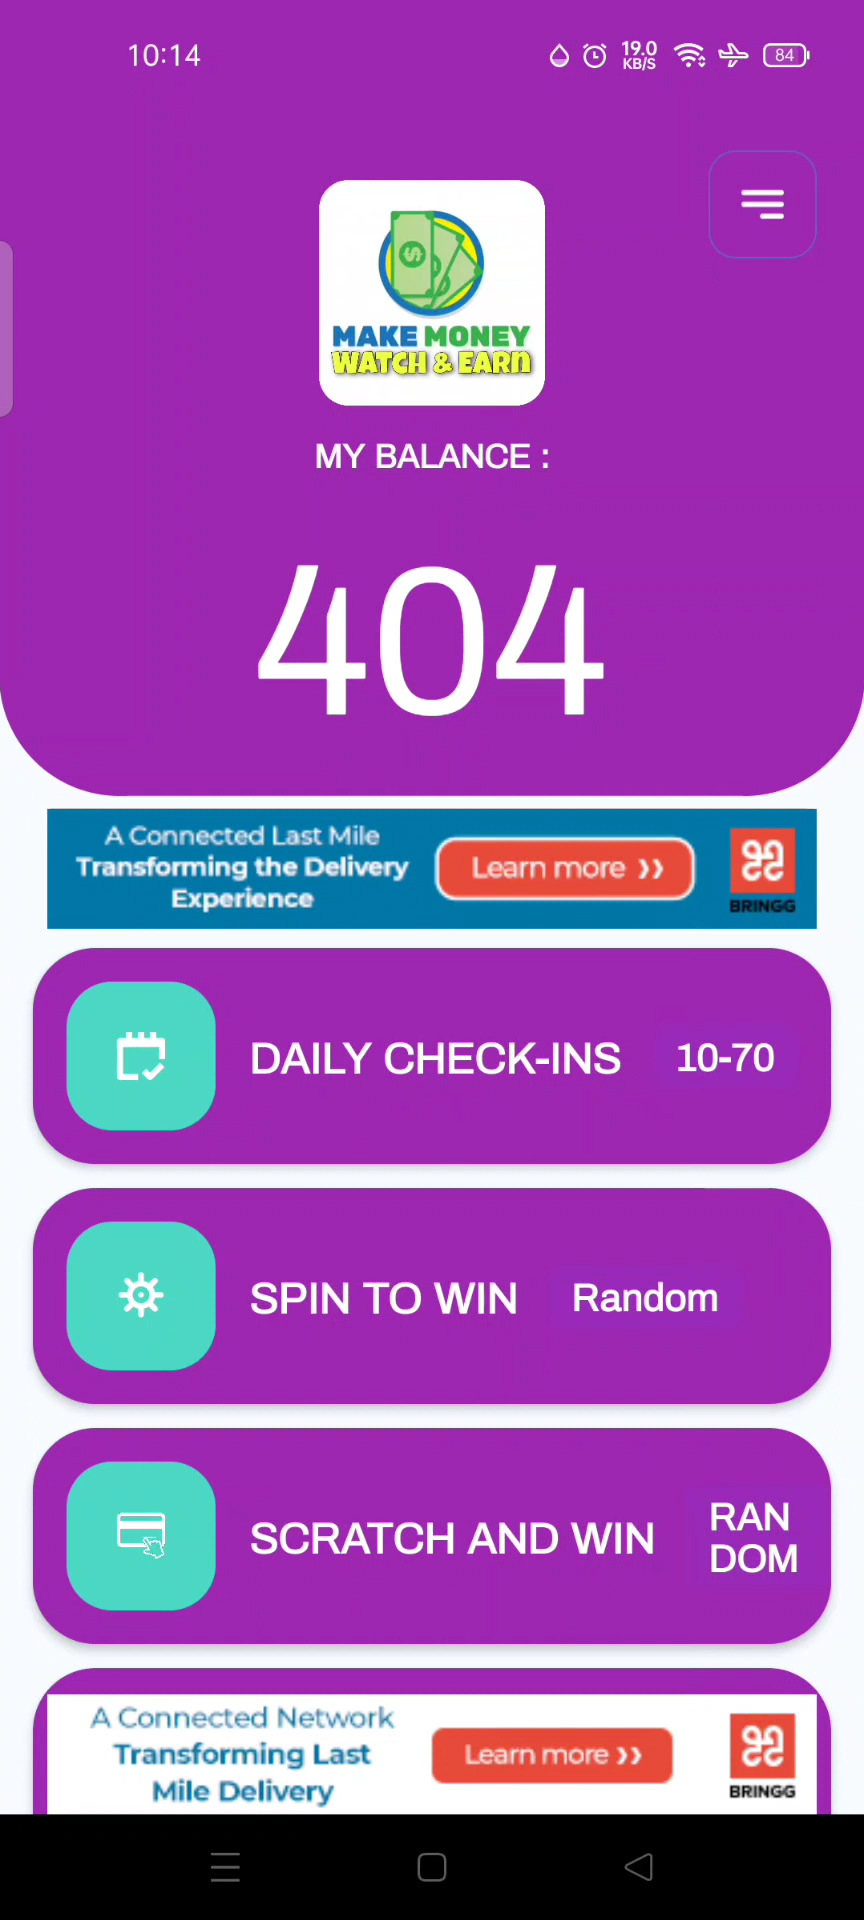 10:14
19.0
KB/S
84
MAKE MONEY
WATCH & EARN
MY BALANCE :
404
A Connected Last Mile
Transforming the Delivery
Experience
Learn more ❯❯
BRINGG
DAILY CHECK-INS 10-70
SPIN TO WIN Random
SCRATCH AND WIN RAN
DOM
A Connected Network
Transforming Last
Mile Delivery
Learn more ❯❯
BRINGG